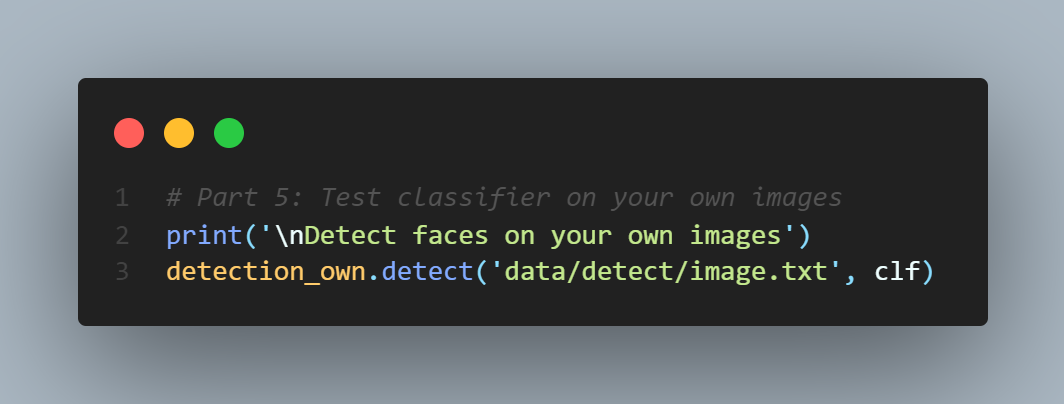 1 # Part 5: Test classifier on your own images
2 print('\nDetect faces on your own images')
3 detection_own.detect('data/detect/image.txt', clf)